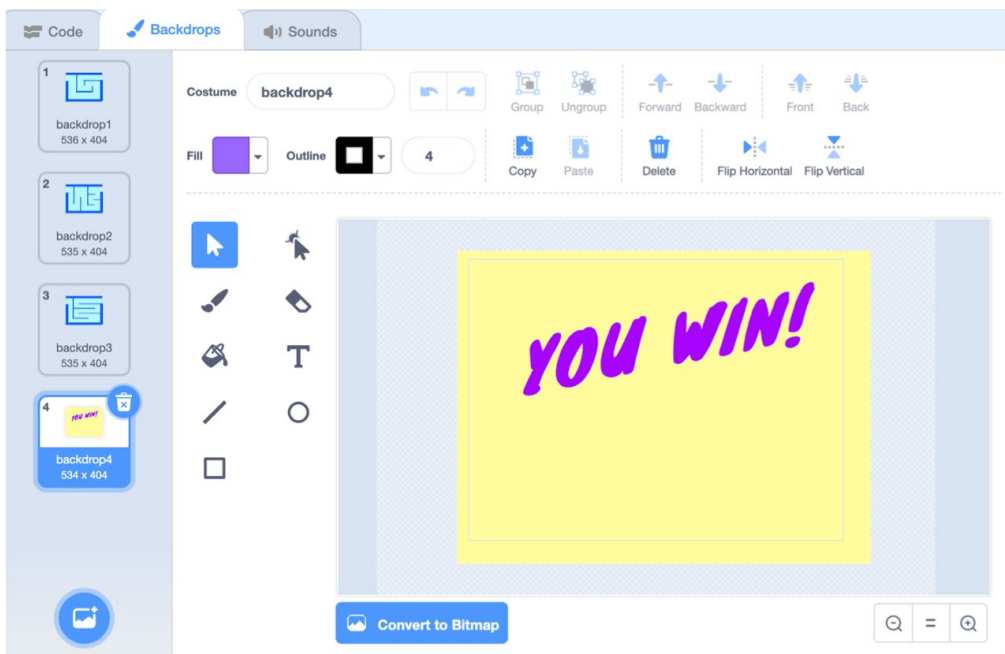 Code
Backdrops
Sounds
1
backdrop1
536 x 404
2
backdrop2
535 x 404
3
backdrop3
535 x 404
4
YOU WIN!
backdrop4
534 x 404
Costume
backdrop4
Group
Ungroup
Forward
Backward
Front
Back
Fill
Outline
4
Copy
Paste
Delete
Flip Horizontal
Flip Vertical
T
YOU WIN!
Convert to Bitmap
=